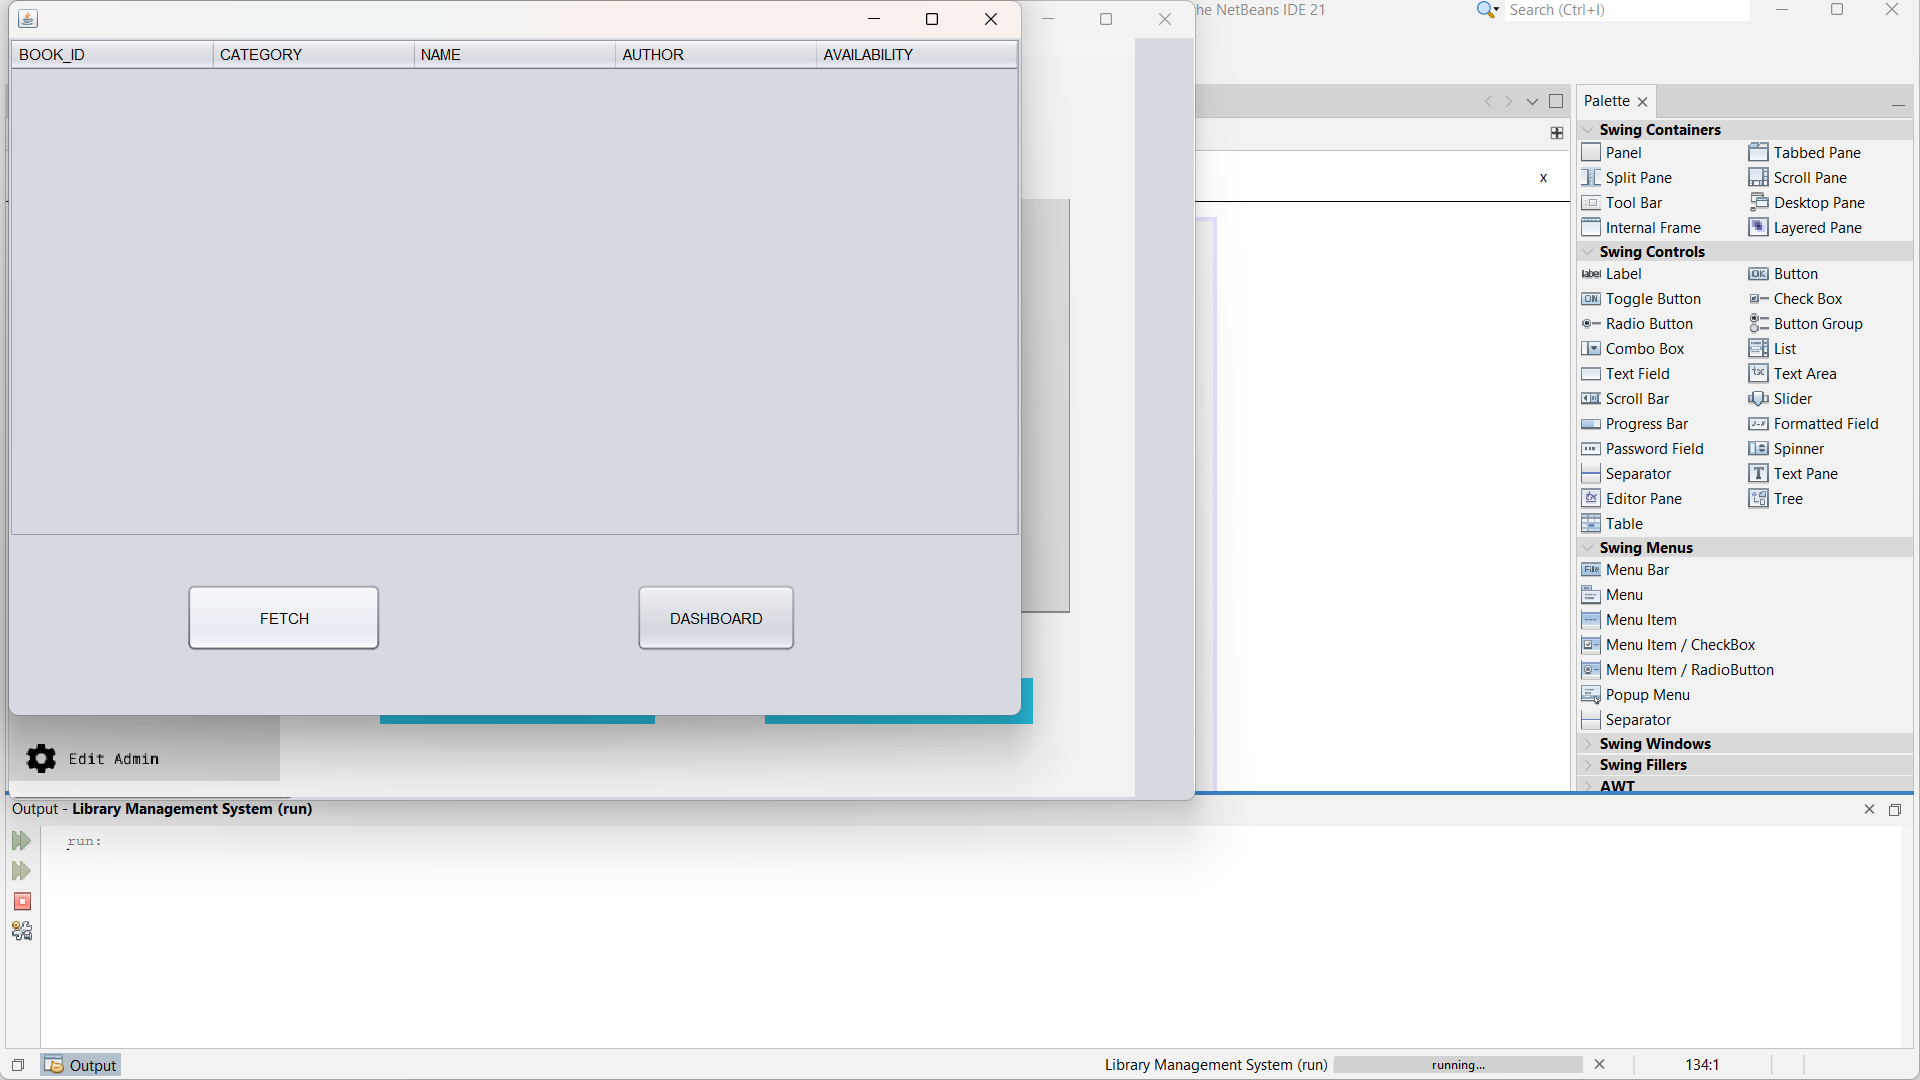 the NetBeans IDE 21
Search (Ctrl+I)
BOOK_ID CATEGORY NAME AUTHOR AVAILABILITY
FETCH
DASHBOARD
Edit Admin
x
Palette
Swing Containers
Panel Tabbed Pane
Split Pane Scroll Pane
Tool Bar Desktop Pane
Internal Frame Layered Pane
Swing Controls
label Label OK Button
ON Toggle Button Check Box
Radio Button Button Group
Combo Box List
Text Field Text Area
Scroll Bar Slider
Progress Bar Formatted Field
Password Field Spinner
Separator Text Pane
Editor Pane Tree
Table
Swing Menus
File Menu Bar
Menu
Menu Item
Menu Item / CheckBox
Menu Item / RadioButton
Popup Menu
Separator
Swing Windows
Swing Fillers
AWT
Output - Library Management System (run)
run:
Output
Library Management System (run) running... 134:1